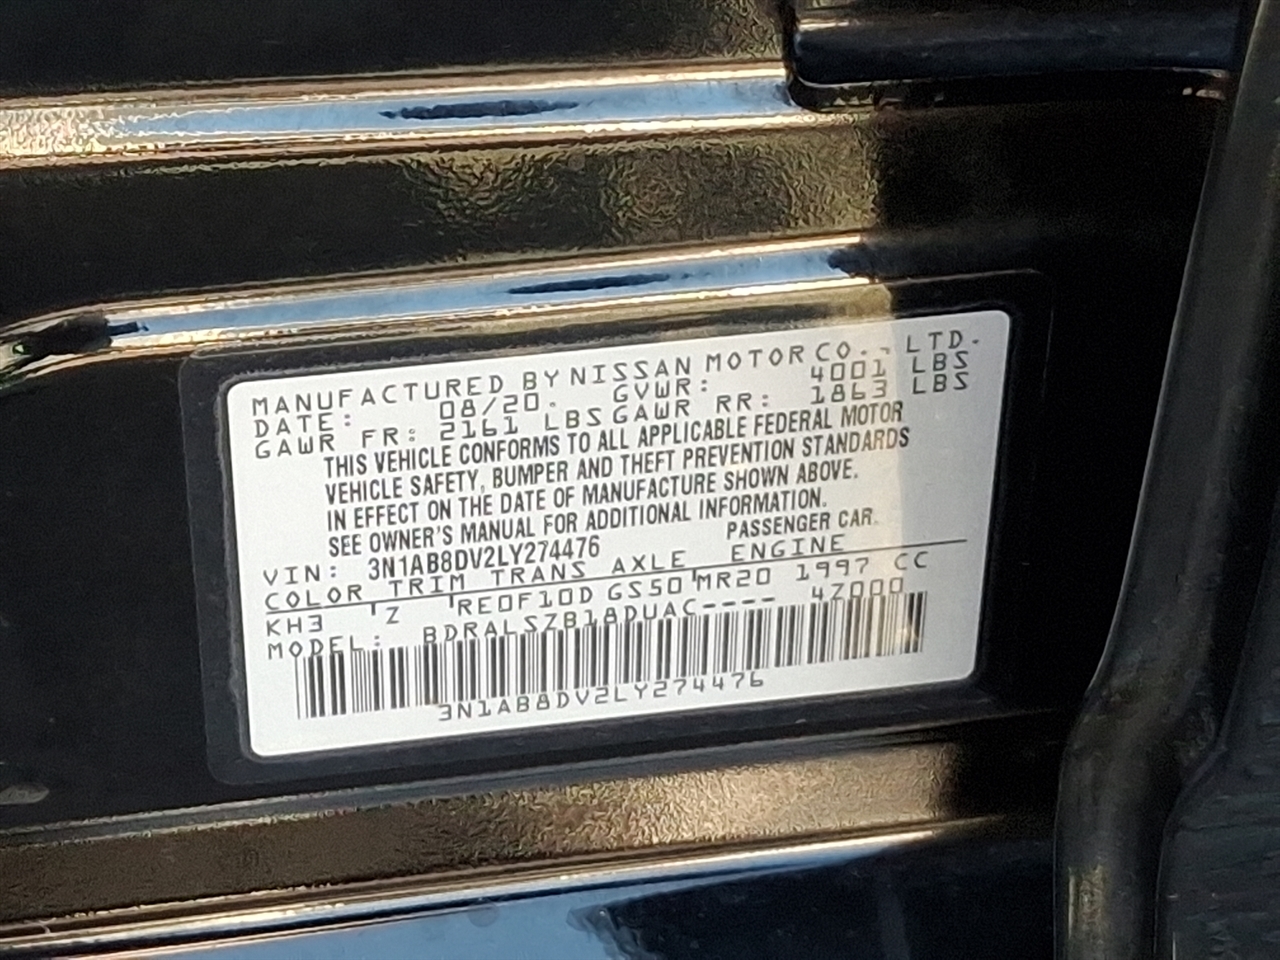 MANUFACTURED BY NISSAN MOTOR CO., LTD.
DATE: 08/20. GVWR: 4001 LBS
GAWR FR: 2161 LBS GAWR RR: 1863 LBS
THIS VEHICLE CONFORMS TO ALL APPLICABLE FEDERAL MOTOR
VEHICLE SAFETY, BUMPER AND THEFT PREVENTION STANDARDS
IN EFFECT ON THE DATE OF MANUFACTURE SHOWN ABOVE.
SEE OWNER'S MANUAL FOR ADDITIONAL INFORMATION.
VIN: 3N1AB8DV2LY274476 PASSENGER CAR.
COLOR TRIM TRANS AXLE ENGINE
KH3 'Z 'RE0F10D GS50'MR20 1997 CC
MODEL: BDRALSZB18DUAC---- 4Z000
3N1AB8DV2LY274476